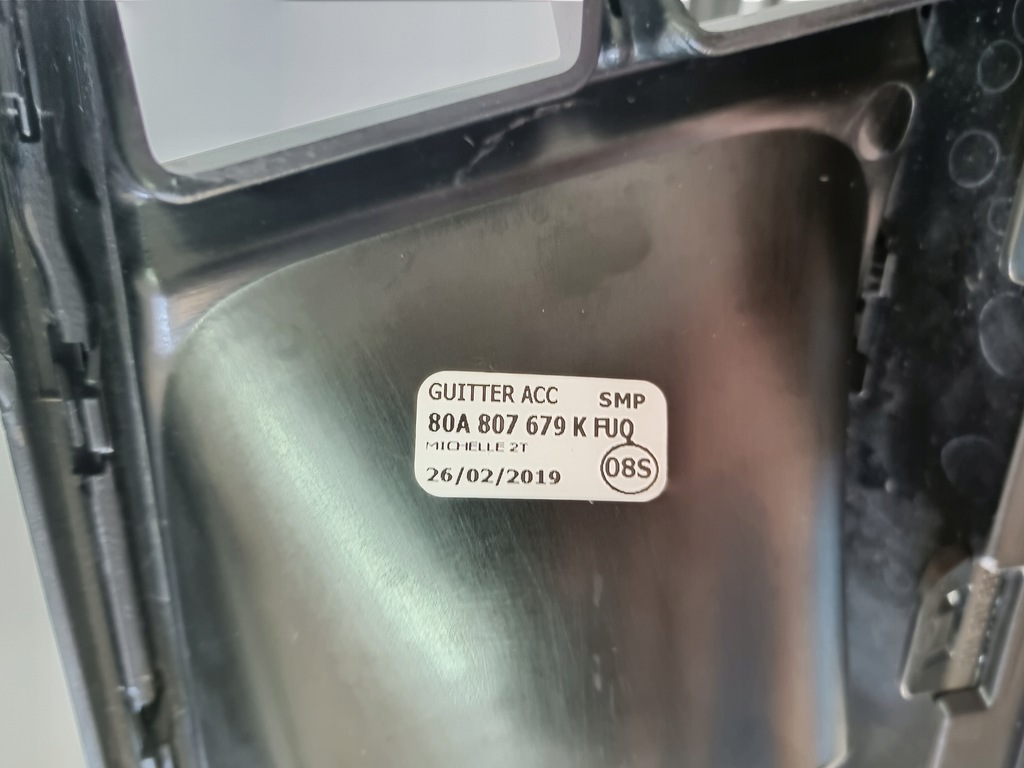 GUITTER ACC SMP
80A 807 679 K FUQ
MICHELLE 2T
26/02/2019 08S